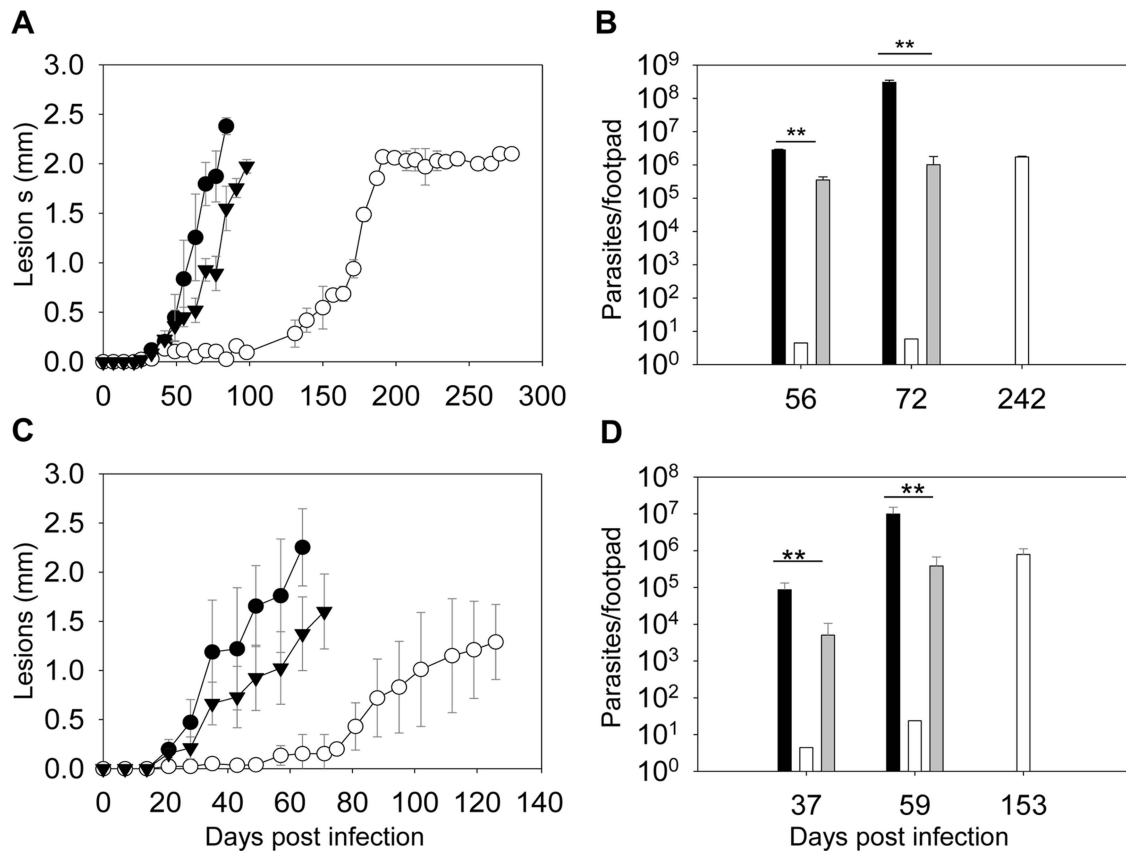 A
Lesion s (mm)
3.0
2.5
2.0
1.5
1.0
0.5
0.0
0 50 100 150 200 250 300
B
Parasites/footpad
10⁹
10⁸
10⁷
10⁶
10⁵
10⁴
10³
10²
10¹
10⁰
**
**
56 72 242
C
Lesions (mm)
3.0
2.5
2.0
1.5
1.0
0.5
0.0
0 20 40 60 80 100 120 140
Days post infection
D
Parasites/footpad
10⁸
10⁷
10⁶
10⁵
10⁴
10³
10²
10¹
10⁰
**
**
37 59 153
Days post infection